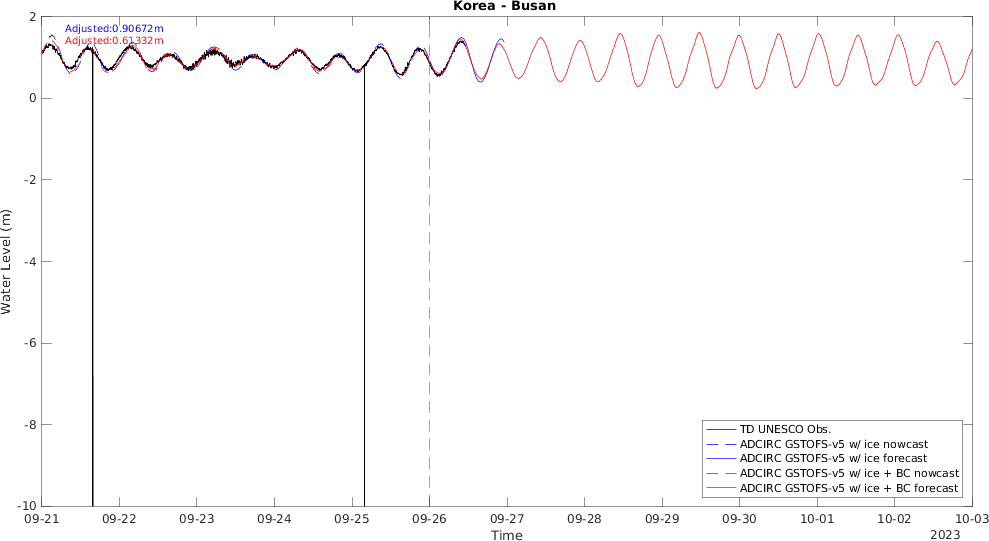 Korea - Busan
Adjusted:0.90672m
Adjusted:0.61332m
2
0
-2
-4
-6
-8
-10
Water Level (m)
09-21 09-22 09-23 09-24 09-25 09-26 09-27 09-28 09-29 09-30 10-01 10-02 10-03
Time
2023
TD UNESCO Obs.
ADCIRC GSTOFS-v5 w/ ice nowcast
ADCIRC GSTOFS-v5 w/ ice forecast
ADCIRC GSTOFS-v5 w/ ice + BC nowcast
ADCIRC GSTOFS-v5 w/ ice + BC forecast